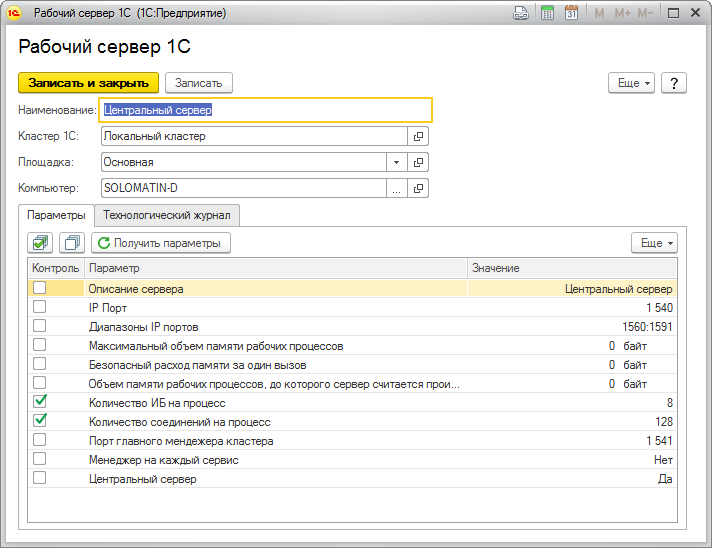 Рабочий сервер 1С (1С:Предприятие)
M M+ M-
Рабочий сервер 1С
Записать и закрыть Записать Еще ?
Наименование: Центральный сервер
Кластер 1С: Локальный кластер
Площадка: Основная
Компьютер: SOLOMATIN-D ...
Параметры Технологический журнал
Получить параметры Еще
Контроль Параметр Значение
Описание сервера Центральный сервер
IP Порт 1 540
Диапазоны IP портов 1560:1591
Максимальный объем памяти рабочих процессов 0 байт
Безопасный расход памяти за один вызов 0 байт
Объем памяти рабочих процессов, до которого сервер считается прои... 0 байт
Количество ИБ на процесс 8
Количество соединений на процесс 128
Порт главного менджера кластера 1 541
Менеджер на каждый сервис Нет
Центральный сервер Да